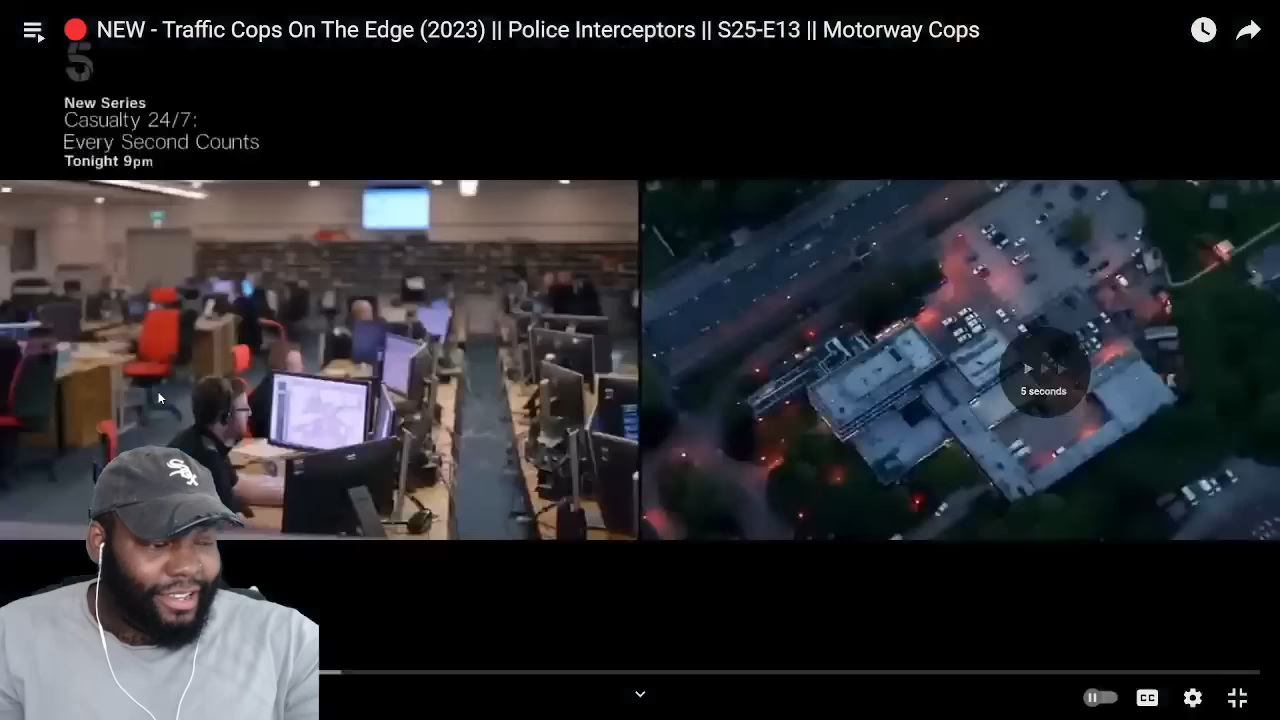 NEW - Traffic Cops On The Edge (2023) || Police Interceptors || S25-E13 || Motorway Cops
5
New Series
Casualty 24/7:
Every Second Counts
Tonight 9pm
5 seconds
CC